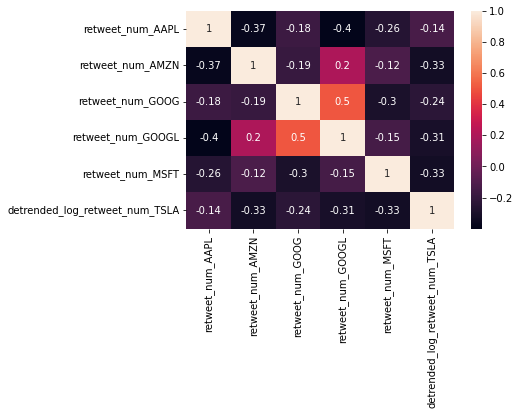 retweet_num_AAPL 1 -0.37 -0.18 -0.4 -0.26 -0.14
retweet_num_AMZN -0.37 1 -0.19 0.2 -0.12 -0.33
retweet_num_GOOG -0.18 -0.19 1 0.5 -0.3 -0.24
retweet_num_GOOGL -0.4 0.2 0.5 1 -0.15 -0.31
retweet_num_MSFT -0.26 -0.12 -0.3 -0.15 1 -0.33
detrended_log_retweet_num_TSLA -0.14 -0.33 -0.24 -0.31 -0.33 1
retweet_num_AAPL
retweet_num_AMZN
retweet_num_GOOG
retweet_num_GOOGL
retweet_num_MSFT
detrended_log_retweet_num_TSLA
1.0
0.8
0.6
0.4
0.2
0.0
-0.2